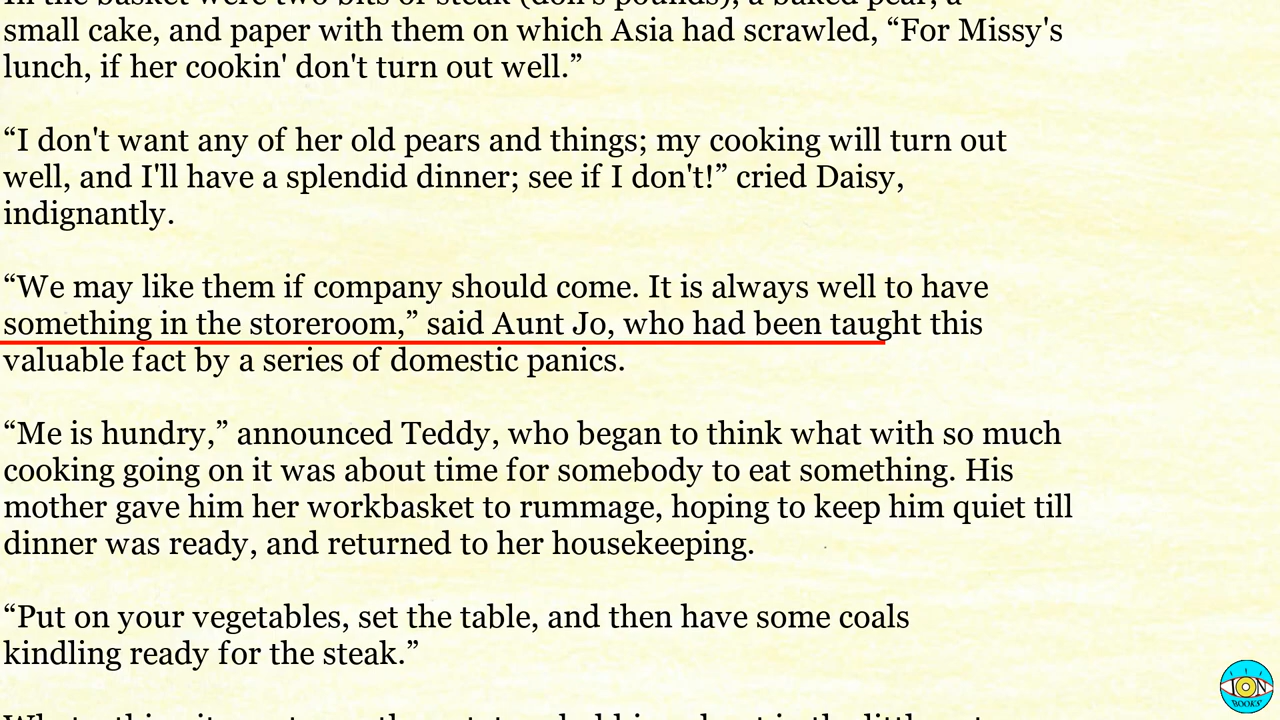 small cake, and paper with them on which Asia had scrawled, “For Missy's
lunch, if her cookin' don't turn out well.”
“I don't want any of her old pears and things; my cooking will turn out
well, and I'll have a splendid dinner; see if I don't!” cried Daisy,
indignantly.
“We may like them if company should come. It is always well to have
something in the storeroom,” said Aunt Jo, who had been taught this
valuable fact by a series of domestic panics.
“Me is hundry,” announced Teddy, who began to think what with so much
cooking going on it was about time for somebody to eat something. His
mother gave him her workbasket to rummage, hoping to keep him quiet till
dinner was ready, and returned to her housekeeping.
“Put on your vegetables, set the table, and then have some coals
kindling ready for the steak.”
ION
BOOKS